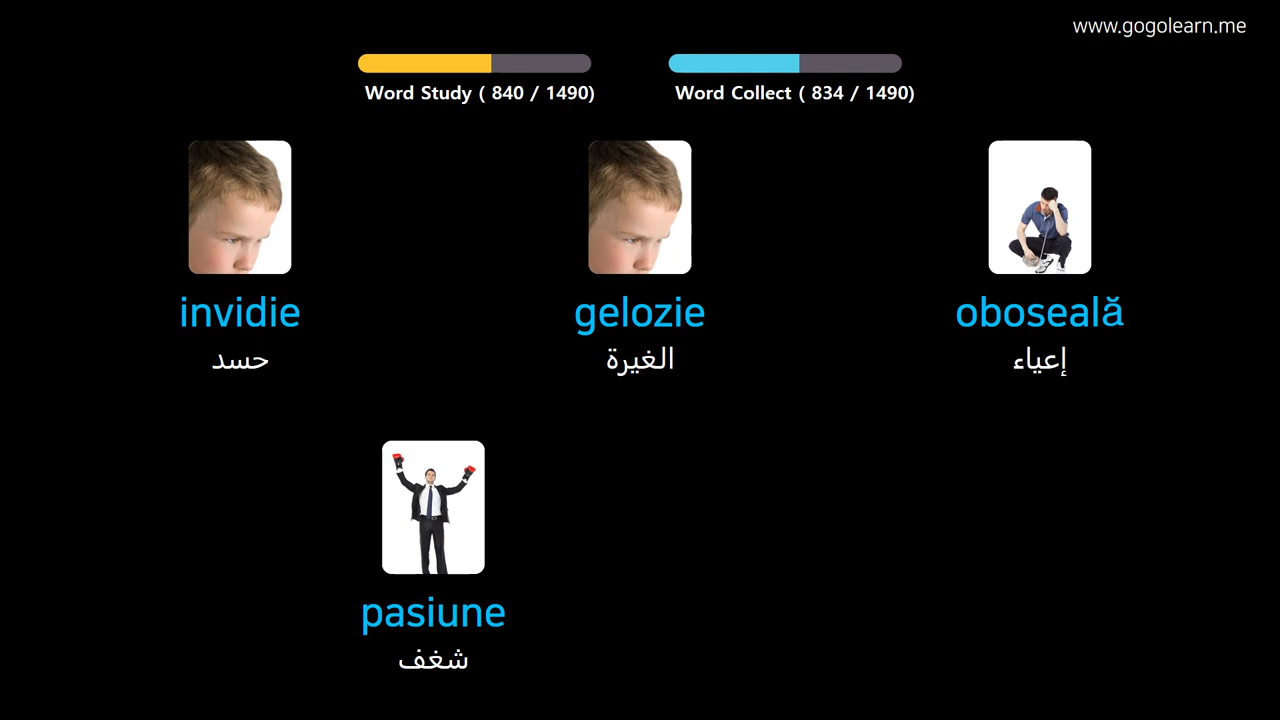 www.gogolearn.me
Word Study ( 840 / 1490)
Word Collect ( 834 / 1490)
invidie
حسد
gelozie
الغيرة
oboseală
إعياء
pasiune
شغف